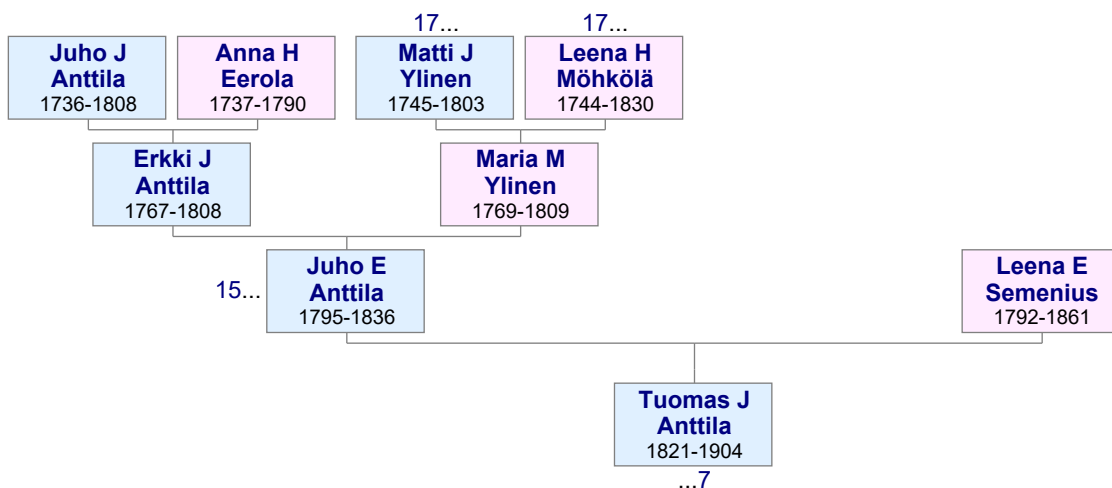 17...
17...
Juho J
Anttila
1736-1808
Anna H
Eerola
1737-1790
Matti J
Ylinen
1745-1803
Leena H
Möhkölä
1744-1830
Erkki J
Anttila
1767-1808
Maria M
Ylinen
1769-1809
15...
Juho E
Anttila
1795-1836
Leena E
Semenius
1792-1861
Tuomas J
Anttila
1821-1904
...7